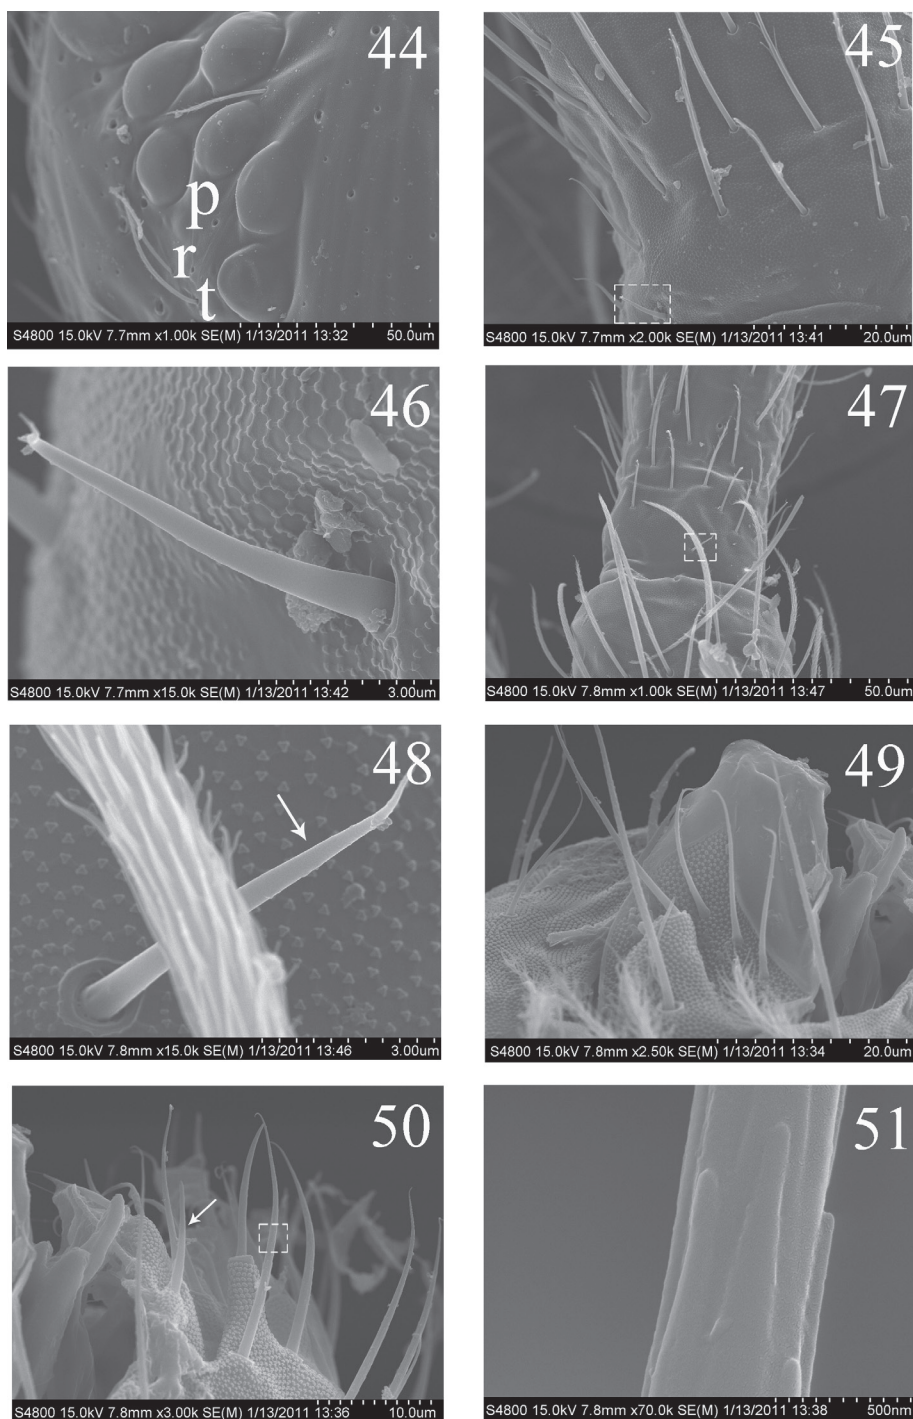 44
p
r
t
S4800 15.0kV 7.7mm x1.00k SE(M) 1/13/2011 13:32 50.0um
45
S4800 15.0kV 7.7mm x2.00k SE(M) 1/13/2011 13:41 20.0um
46
S4800 15.0kV 7.7mm x15.0k SE(M) 1/13/2011 13:42 3.00um
47
S4800 15.0kV 7.8mm x1.00k SE(M) 1/13/2011 13:47 50.0um
48
S4800 15.0kV 7.8mm x15.0k SE(M) 1/13/2011 13:46 3.00um
49
S4800 15.0kV 7.8mm x2.50k SE(M) 1/13/2011 13:34 20.0um
50
S4800 15.0kV 7.8mm x3.00k SE(M) 1/13/2011 13:36 10.0um
51
S4800 15.0kV 7.8mm x70.0k SE(M) 1/13/2011 13:38 500nm